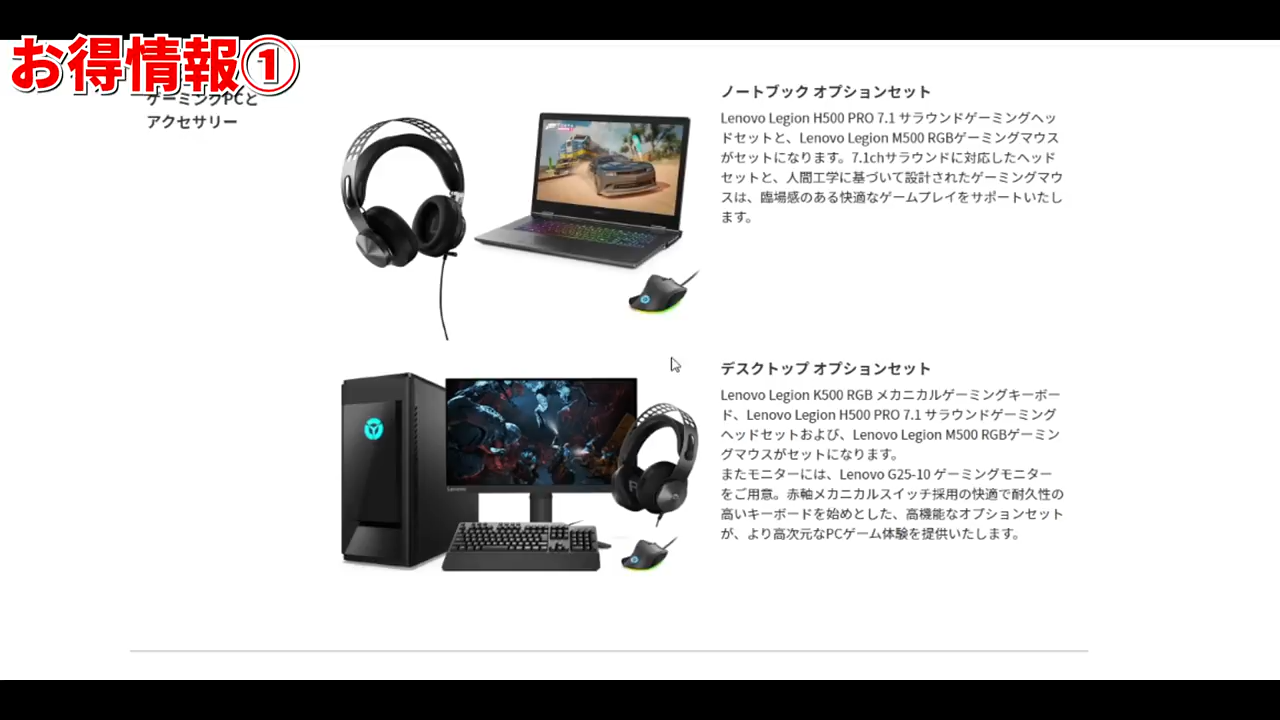 お得情報①
ゲーミングPCと
アクセサリー
ノートブック オプションセット
Lenovo Legion H500 PRO 7.1 サラウンドゲーミングヘッ
ドセットと、Lenovo Legion M500 RGBゲーミングマウス
がセットになります。7.1chサラウンドに対応したヘッド
セットと、人間工学に基づいて設計されたゲーミングマウ
スは、臨場感のある快適なゲームプレイをサポートいたし
ます。
デスクトップ オプションセット
Lenovo Legion K500 RGB メカニカルゲーミングキーボー
ド、Lenovo Legion H500 PRO 7.1 サラウンドゲーミング
ヘッドセットおよび、Lenovo Legion M500 RGBゲーミン
グマウスがセットになります。
またモニターには、Lenovo G25-10 ゲーミングモニター
をご用意。赤軸メカニカルスイッチ採用の快適で耐久性の
高いキーボードを始めとした、高機能なオプションセット
が、より高次元なPCゲーム体験を提供いたします。
Lenovo